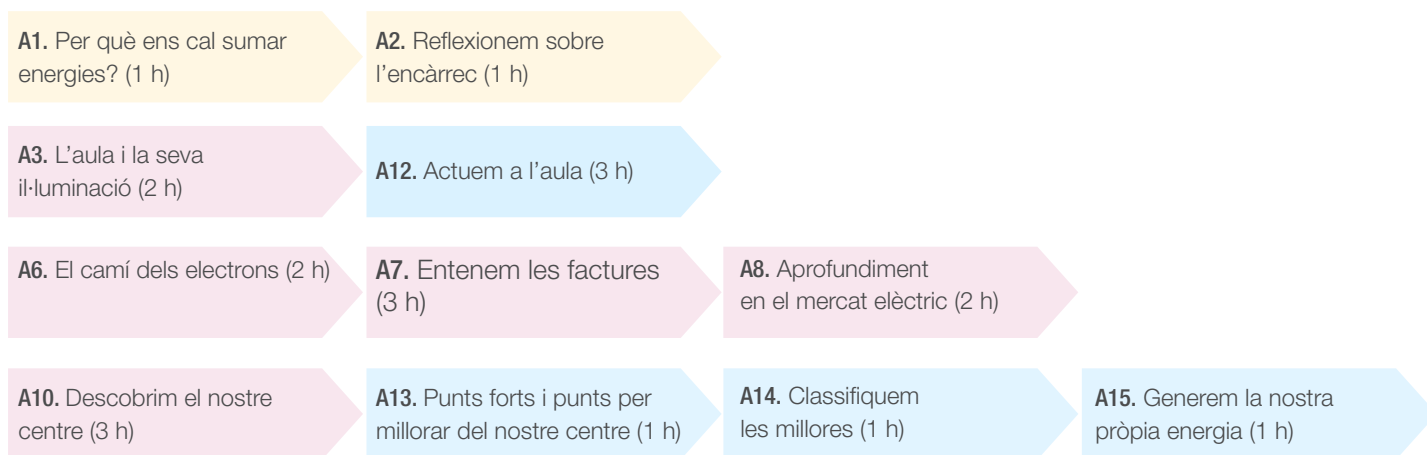 A1. Per què ens cal sumar
energies? (1 h)
A2. Reflexionem sobre
l’encàrrec (1 h)
A3. L’aula i la seva
il·luminació (2 h)
A12. Actuem a l’aula (3 h)
A6. El camí dels electrons (2 h)
A7. Entenem les factures
(3 h)
A8. Aprofundiment
en el mercat elèctric (2 h)
A10. Descobrim el nostre
centre (3 h)
A13. Punts forts i punts per
millorar del nostre centre (1 h)
A14. Classifiquem
les millores (1 h)
A15. Generem la nostra
pròpia energia (1 h)